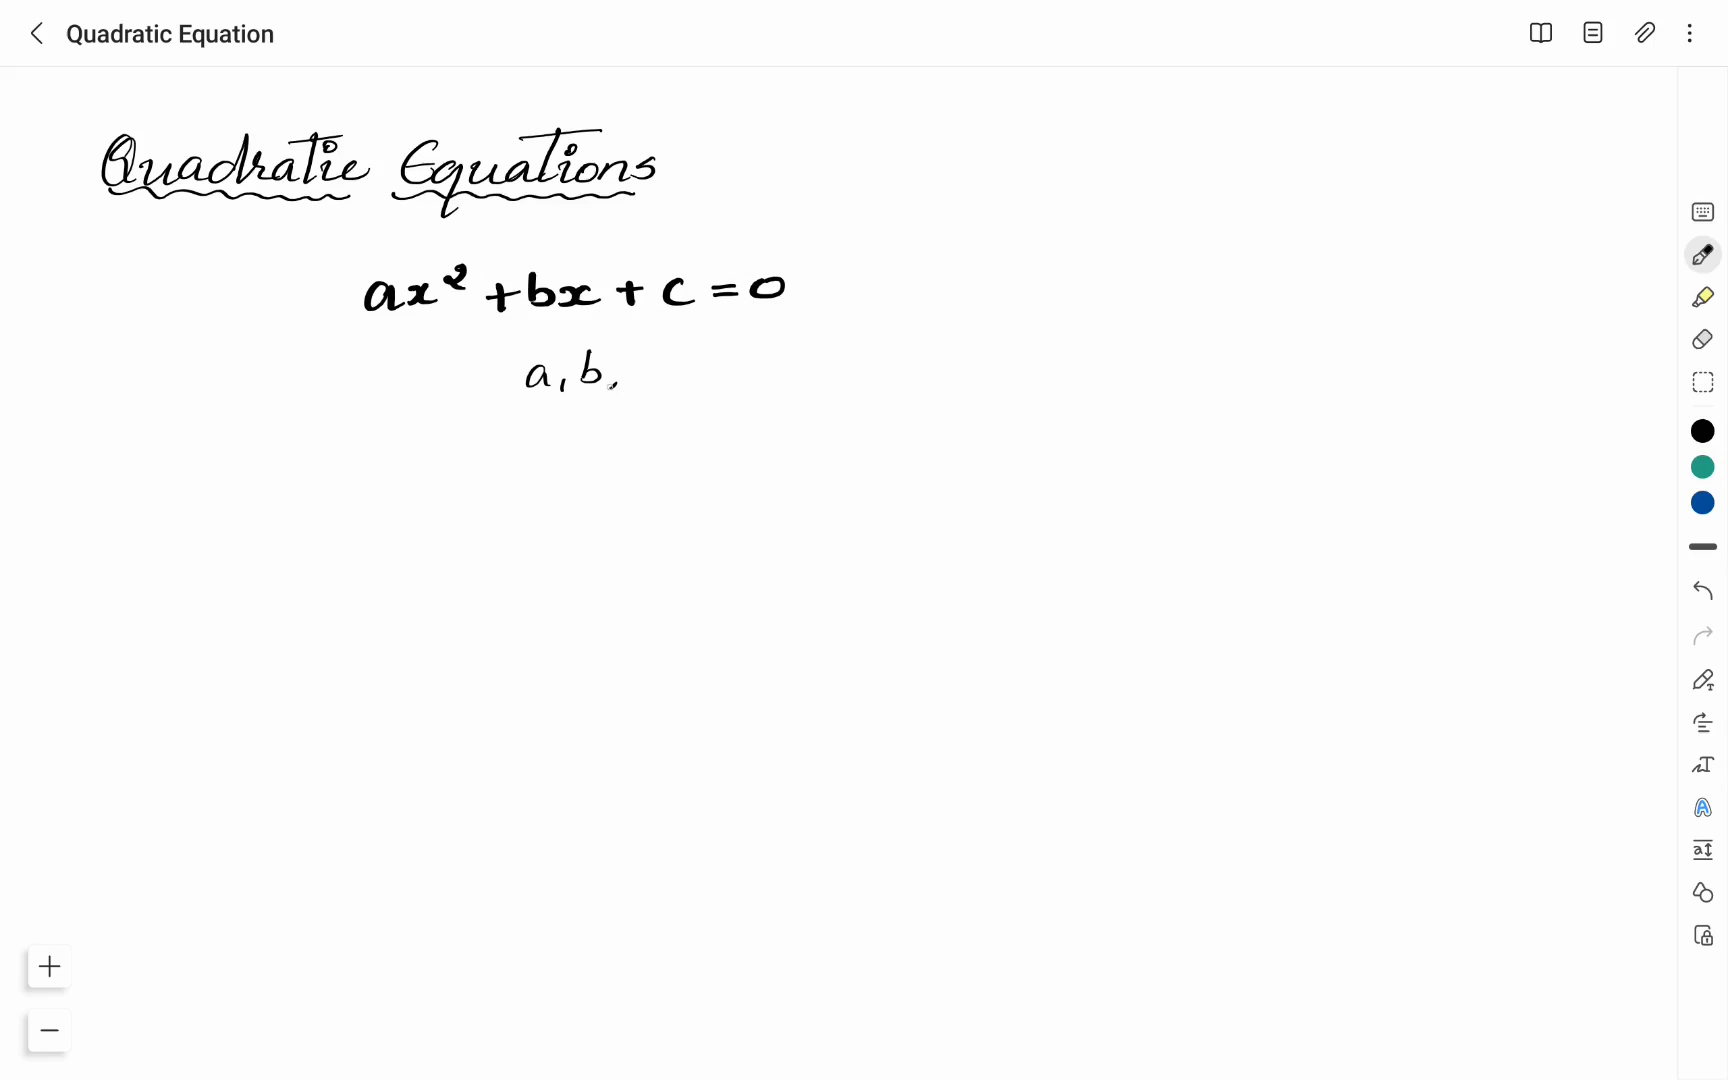 Quadratic Equation
Quadratic Equations
ax² + bx + c = 0
a, b,